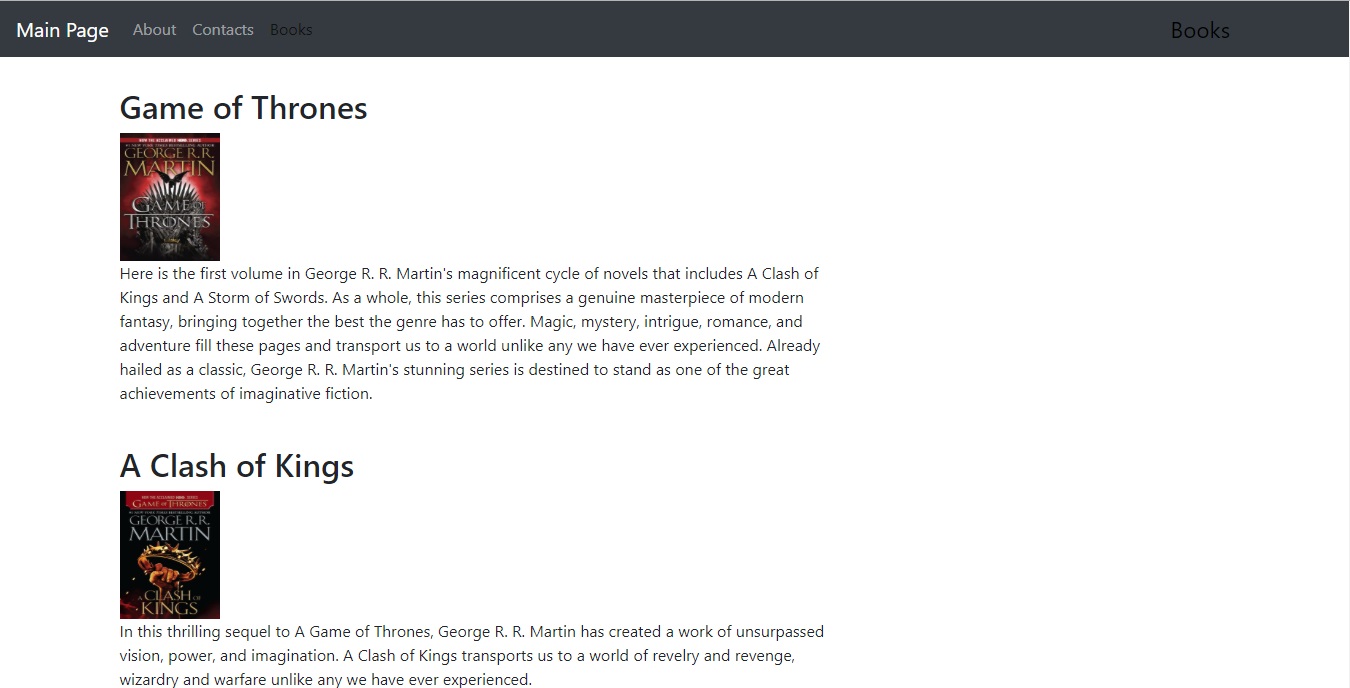 Main Page About Contacts Books Books
Game of Thrones
GEORGE R.R.
MARTIN
GAME OF
THRONES
Here is the first volume in George R. R. Martin's magnificent cycle of novels that includes A Clash of
Kings and A Storm of Swords. As a whole, this series comprises a genuine masterpiece of modern
fantasy, bringing together the best the genre has to offer. Magic, mystery, intrigue, romance, and
adventure fill these pages and transport us to a world unlike any we have ever experienced. Already
hailed as a classic, George R. R. Martin's stunning series is destined to stand as one of the great
achievements of imaginative fiction.
A Clash of Kings
GAME OF THRONES
GEORGE R.R.
MARTIN
A CLASH OF
KINGS
In this thrilling sequel to A Game of Thrones, George R. R. Martin has created a work of unsurpassed
vision, power, and imagination. A Clash of Kings transports us to a world of revelry and revenge,
wizardry and warfare unlike any we have ever experienced.